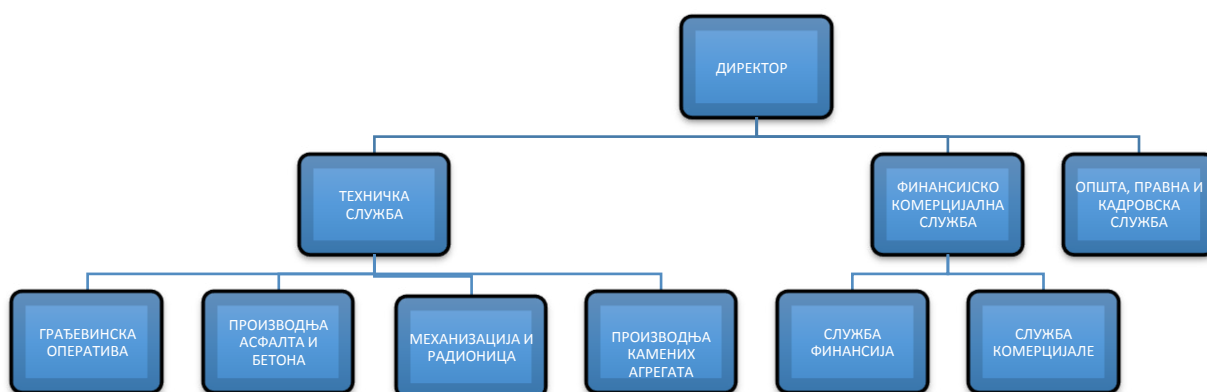 ДИРЕКТОР
ТЕХНИЧКА
СЛУЖБА
ФИНАНСИЈСКО
КОМЕРЦИЈАЛНА
СЛУЖБА
ОПШТА, ПРАВНА И
КАДРОВСКА
СЛУЖБА
ГРАЂЕВИНСКА
ОПЕРАТИВА
ПРОИЗВОДЊА
АСФАЛТА И
БЕТОНА
МЕХАНИЗАЦИЈА И
РАДИОНИЦА
ПРОИЗВОДЊА
КАМЕНИХ
АГРЕГАТА
СЛУЖБА
ФИНАНСИЈА
СЛУЖБА
КОМЕРЦИЈАЛЕ